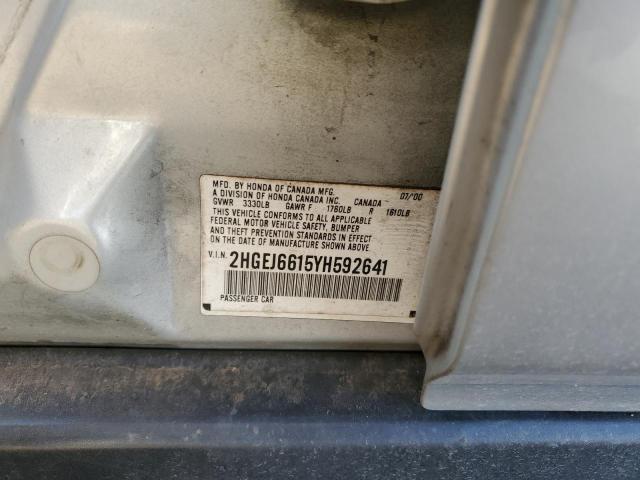 MFD. BY HONDA OF CANADA MFG.
A DIVISION OF HONDA CANADA INC. CANADA 07/00
GVWR 3330LB GAWR F 1760LB R 1610LB
THIS VEHICLE CONFORMS TO ALL APPLICABLE
FEDERAL MOTOR VEHICLE SAFETY, BUMPER
AND THEFT PREVENTION STANDARDS IN EFFECT
ON THE DATE OF MANUFACTURE SHOWN ABOVE.
V.I.N. 2HGEJ6615YH592641
PASSENGER CAR